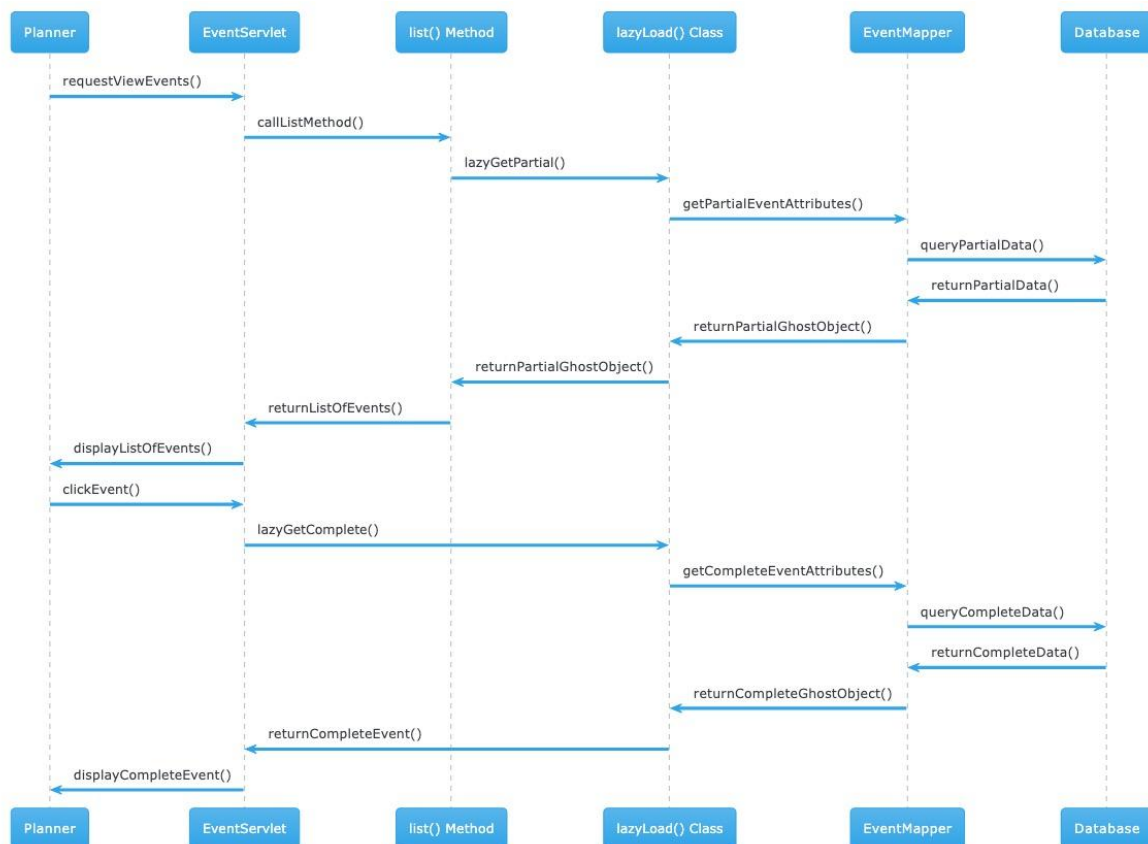 Planner
EventServlet
list() Method
lazyLoad() Class
EventMapper
Database
requestViewEvents()
callListMethod()
lazyGetPartial()
getPartialEventAttributes()
queryPartialData()
returnPartialData()
returnPartialGhostObject()
returnPartialGhostObject()
returnListOfEvents()
displayListOfEvents()
clickEvent()
lazyGetComplete()
getCompleteEventAttributes()
queryCompleteData()
returnCompleteData()
returnCompleteGhostObject()
returnCompleteEvent()
displayCompleteEvent()
Planner
EventServlet
list() Method
lazyLoad() Class
EventMapper
Database